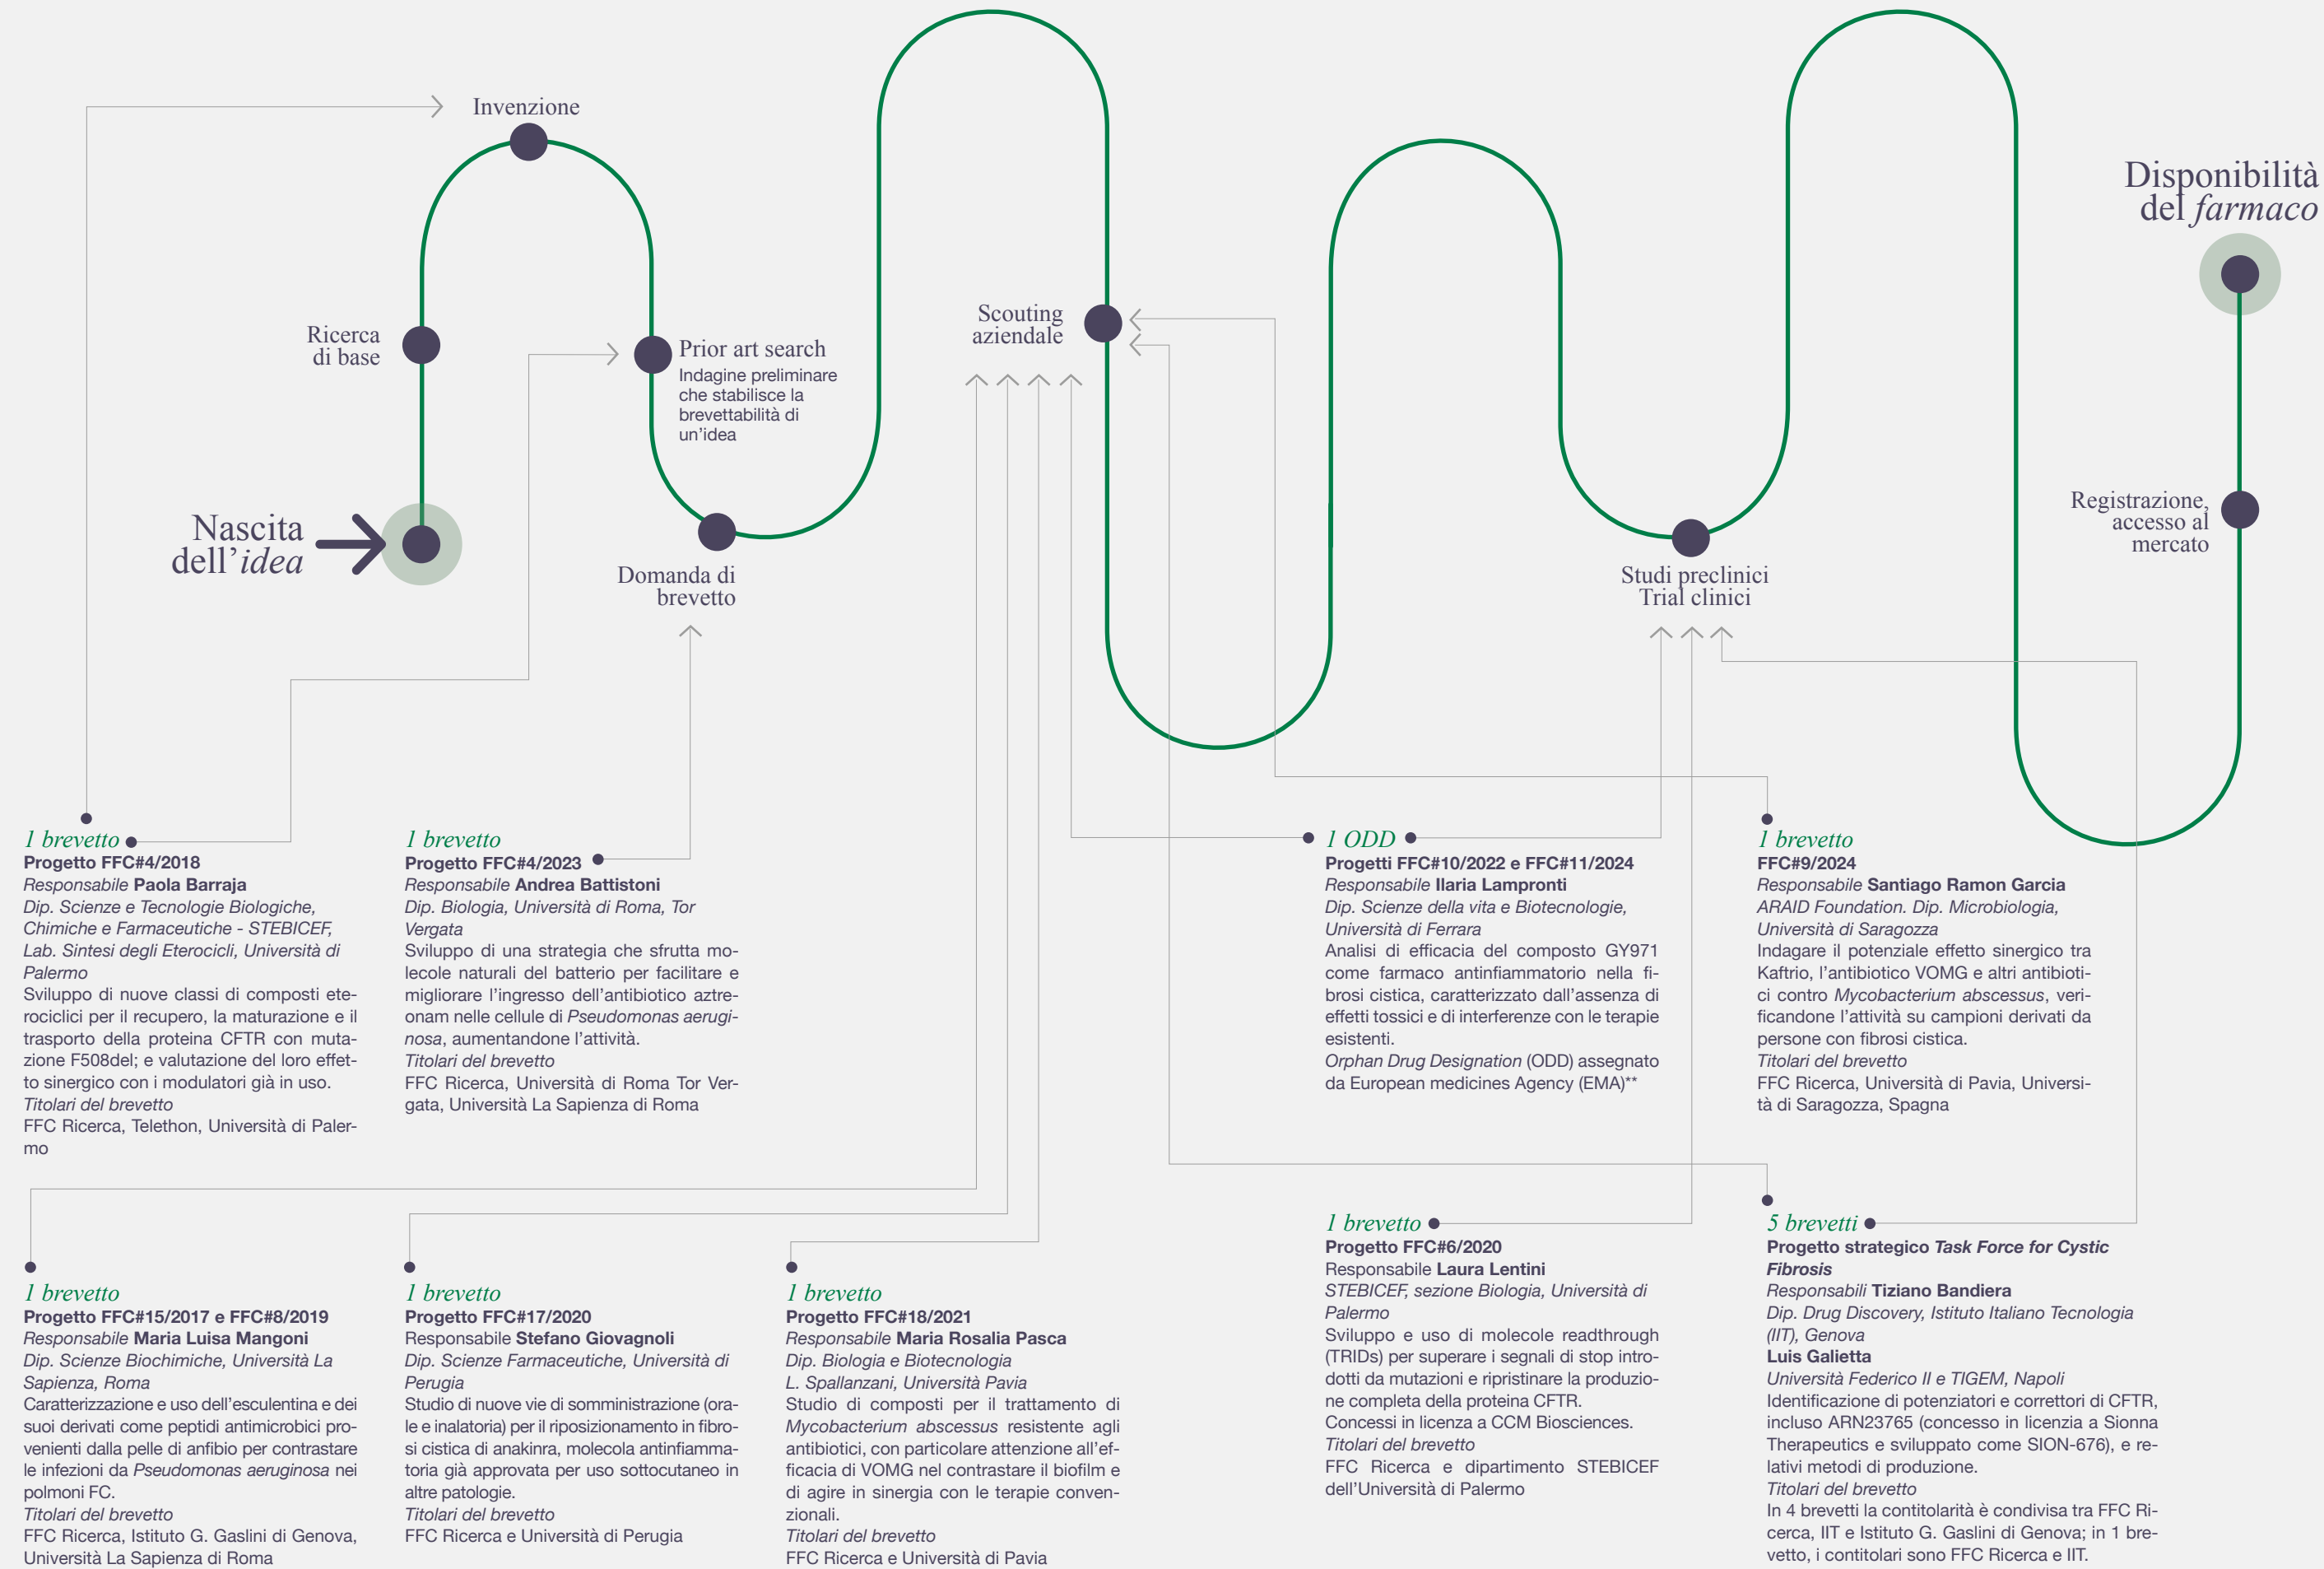 Invenzione
Disponibilità
del farmaco
Scouting
aziendale
Ricerca
di base
Prior art search
Indagine preliminare
che stabilisce la
brevettabilità di
un’idea
Registrazione,
accesso al
mercato
Nascita
dell’idea
Domanda di
brevetto
Studi preclinici
Trial clinici
1 brevetto
Progetto FFC#4/2018
Responsabile Paola Barraja
Dip. Scienze e Tecnologie Biologiche,
Chimiche e Farmaceutiche - STEBICEF,
Lab. Sintesi degli Eterocicli, Università di
Palermo
Sviluppo di nuove classi di composti ete-
rociclici per il recupero, la maturazione e il
trasporto della proteina CFTR con muta-
zione F508del; e valutazione del loro effet-
to sinergico con i modulatori già in uso.
Titolari del brevetto
FFC Ricerca, Telethon, Università di Paler-
mo
1 brevetto
Progetto FFC#4/2023
Responsabile Andrea Battistoni
Dip. Biologia, Università di Roma, Tor
Vergata
Sviluppo di una strategia che sfrutta mo-
lecole naturali del batterio per facilitare e
migliorare l’ingresso dell’antibiotico aztre-
onam nelle cellule di Pseudomonas aerugi-
nosa, aumentandone l’attività.
Titolari del brevetto
FFC Ricerca, Università di Roma Tor Ver-
gata, Università La Sapienza di Roma
1 ODD
Progetti FFC#10/2022 e FFC#11/2024
Responsabile Ilaria Lampronti
Dip. Scienze della vita e Biotecnologie,
Università di Ferrara
Analisi di efficacia del composto GY971
come farmaco antinfiammatorio nella fi-
brosi cistica, caratterizzato dall’assenza di
effetti tossici e di interferenze con le terapie
esistenti.
Orphan Drug Designation (ODD) assegnato
da European medicines Agency (EMA)**
1 brevetto
FFC#9/2024
Responsabile Santiago Ramon Garcia
ARAID Foundation. Dip. Microbiologia,
Università di Saragozza
Indagare il potenziale effetto sinergico tra
Kaftrio, l’antibiotico VOMG e altri antibioti-
ci contro Mycobacterium abscessus, veri-
ficandone l’attività su campioni derivati da
persone con fibrosi cistica.
Titolari del brevetto
FFC Ricerca, Università di Pavia, Universi-
tà di Saragozza, Spagna
1 brevetto
Progetto FFC#15/2017 e FFC#8/2019
Responsabile Maria Luisa Mangoni
Dip. Scienze Biochimiche, Università La
Sapienza, Roma
Caratterizzazione e uso dell’esculentina e dei
suoi derivati come peptidi antimicrobici pro-
venienti dalla pelle di anfibio per contrastare
le infezioni da Pseudomonas aeruginosa nei
polmoni FC.
Titolari del brevetto
FFC Ricerca, Istituto G. Gaslini di Genova,
Università La Sapienza di Roma
1 brevetto
Progetto FFC#17/2020
Responsabile Stefano Giovagnoli
Dip. Scienze Farmaceutiche, Università di
Perugia
Studio di nuove vie di somministrazione (ora-
le e inalatoria) per il riposizionamento in fibro-
si cistica di anakinra, molecola antinfiamma-
toria già approvata per uso sottocutaneo in
altre patologie.
Titolari del brevetto
FFC Ricerca e Università di Perugia
1 brevetto
Progetto FFC#18/2021
Responsabile Maria Rosalia Pasca
Dip. Biologia e Biotecnologia
L. Spallanzani, Università Pavia
Studio di composti per il trattamento di
Mycobacterium abscessus resistente agli
antibiotici, con particolare attenzione all’ef-
ficacia di VOMG nel contrastare il biofilm e
di agire in sinergia con le terapie conven-
zionali.
Titolari del brevetto
FFC Ricerca e Università di Pavia
1 brevetto
Progetto FFC#6/2020
Responsabile Laura Lentini
STEBICEF, sezione Biologia, Università di
Palermo
Sviluppo e uso di molecole readthrough
(TRIDs) per superare i segnali di stop intro-
dotti da mutazioni e ripristinare la produzio-
ne completa della proteina CFTR.
Concessi in licenza a CCM Biosciences.
Titolari del brevetto
FFC Ricerca e dipartimento STEBICEF
dell’Università di Palermo
5 brevetti
Progetto strategico Task Force for Cystic
Fibrosis
Responsabili Tiziano Bandiera
Dip. Drug Discovery, Istituto Italiano Tecnologia
(IIT), Genova
Luis Galietta
Università Federico II e TIGEM, Napoli
Identificazione di potenziatori e correttori di CFTR,
incluso ARN23765 (concesso in licenzia a Sionna
Therapeutics e sviluppato come SION-676), e re-
lativi metodi di produzione.
Titolari del brevetto
In 4 brevetti la contitolarità è condivisa tra FFC Ri-
cerca, IIT e Istituto G. Gaslini di Genova; in 1 bre-
vetto, i contitolari sono FFC Ricerca e IIT.